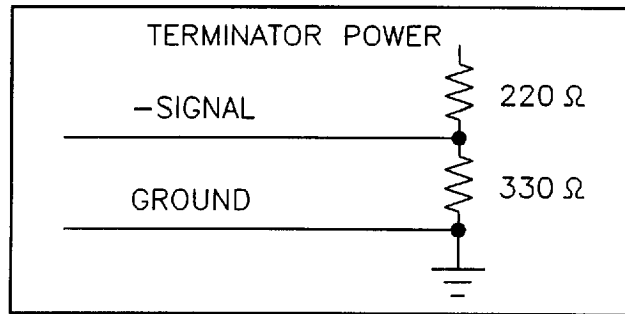 TERMINATOR POWER
220 Ω
-SIGNAL
330 Ω
GROUND